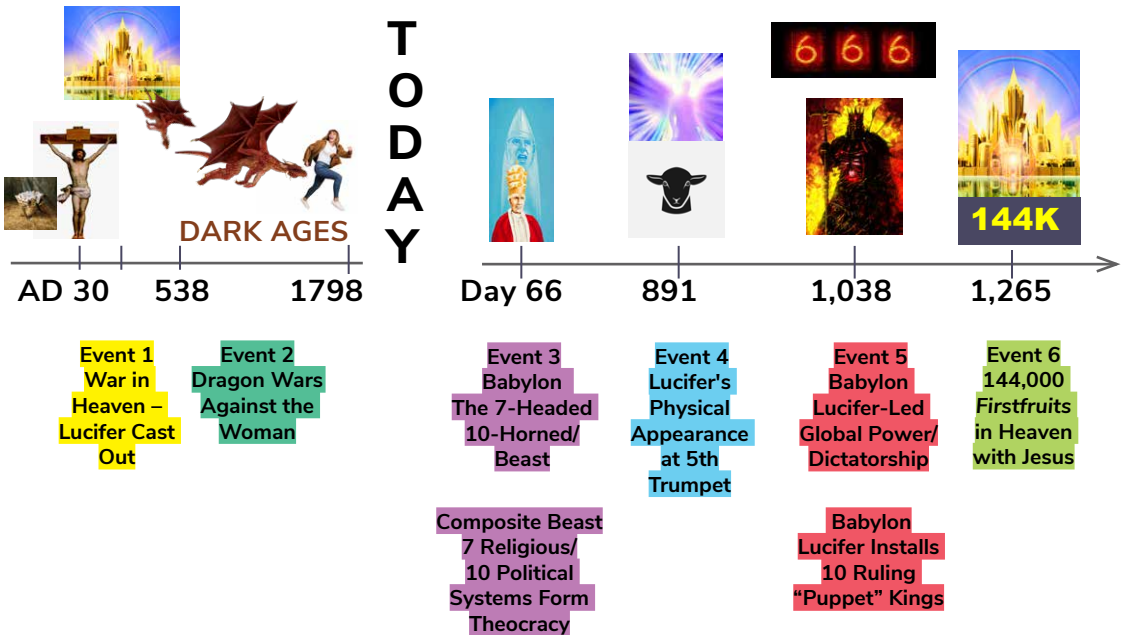 T
O
D
A
Y
6 6 6
144K
DARK AGES
AD 30
538
1798
Day 66
891
1,038
1,265
Event 1
War in
Heaven –
Lucifer Cast
Out
Event 2
Dragon Wars
Against the
Woman
Event 3
Babylon
The 7-Headed
10-Horned/
Beast
Composite Beast
7 Religious/
10 Political
Systems Form
Theocracy
Event 4
Lucifer's
Physical
Appearance
at 5th
Trumpet
Event 5
Babylon
Lucifer-Led
Global Power/
Dictatorship
Babylon
Lucifer Installs
10 Ruling
“Puppet” Kings
Event 6
144,000
Firstfruits
in Heaven
with Jesus